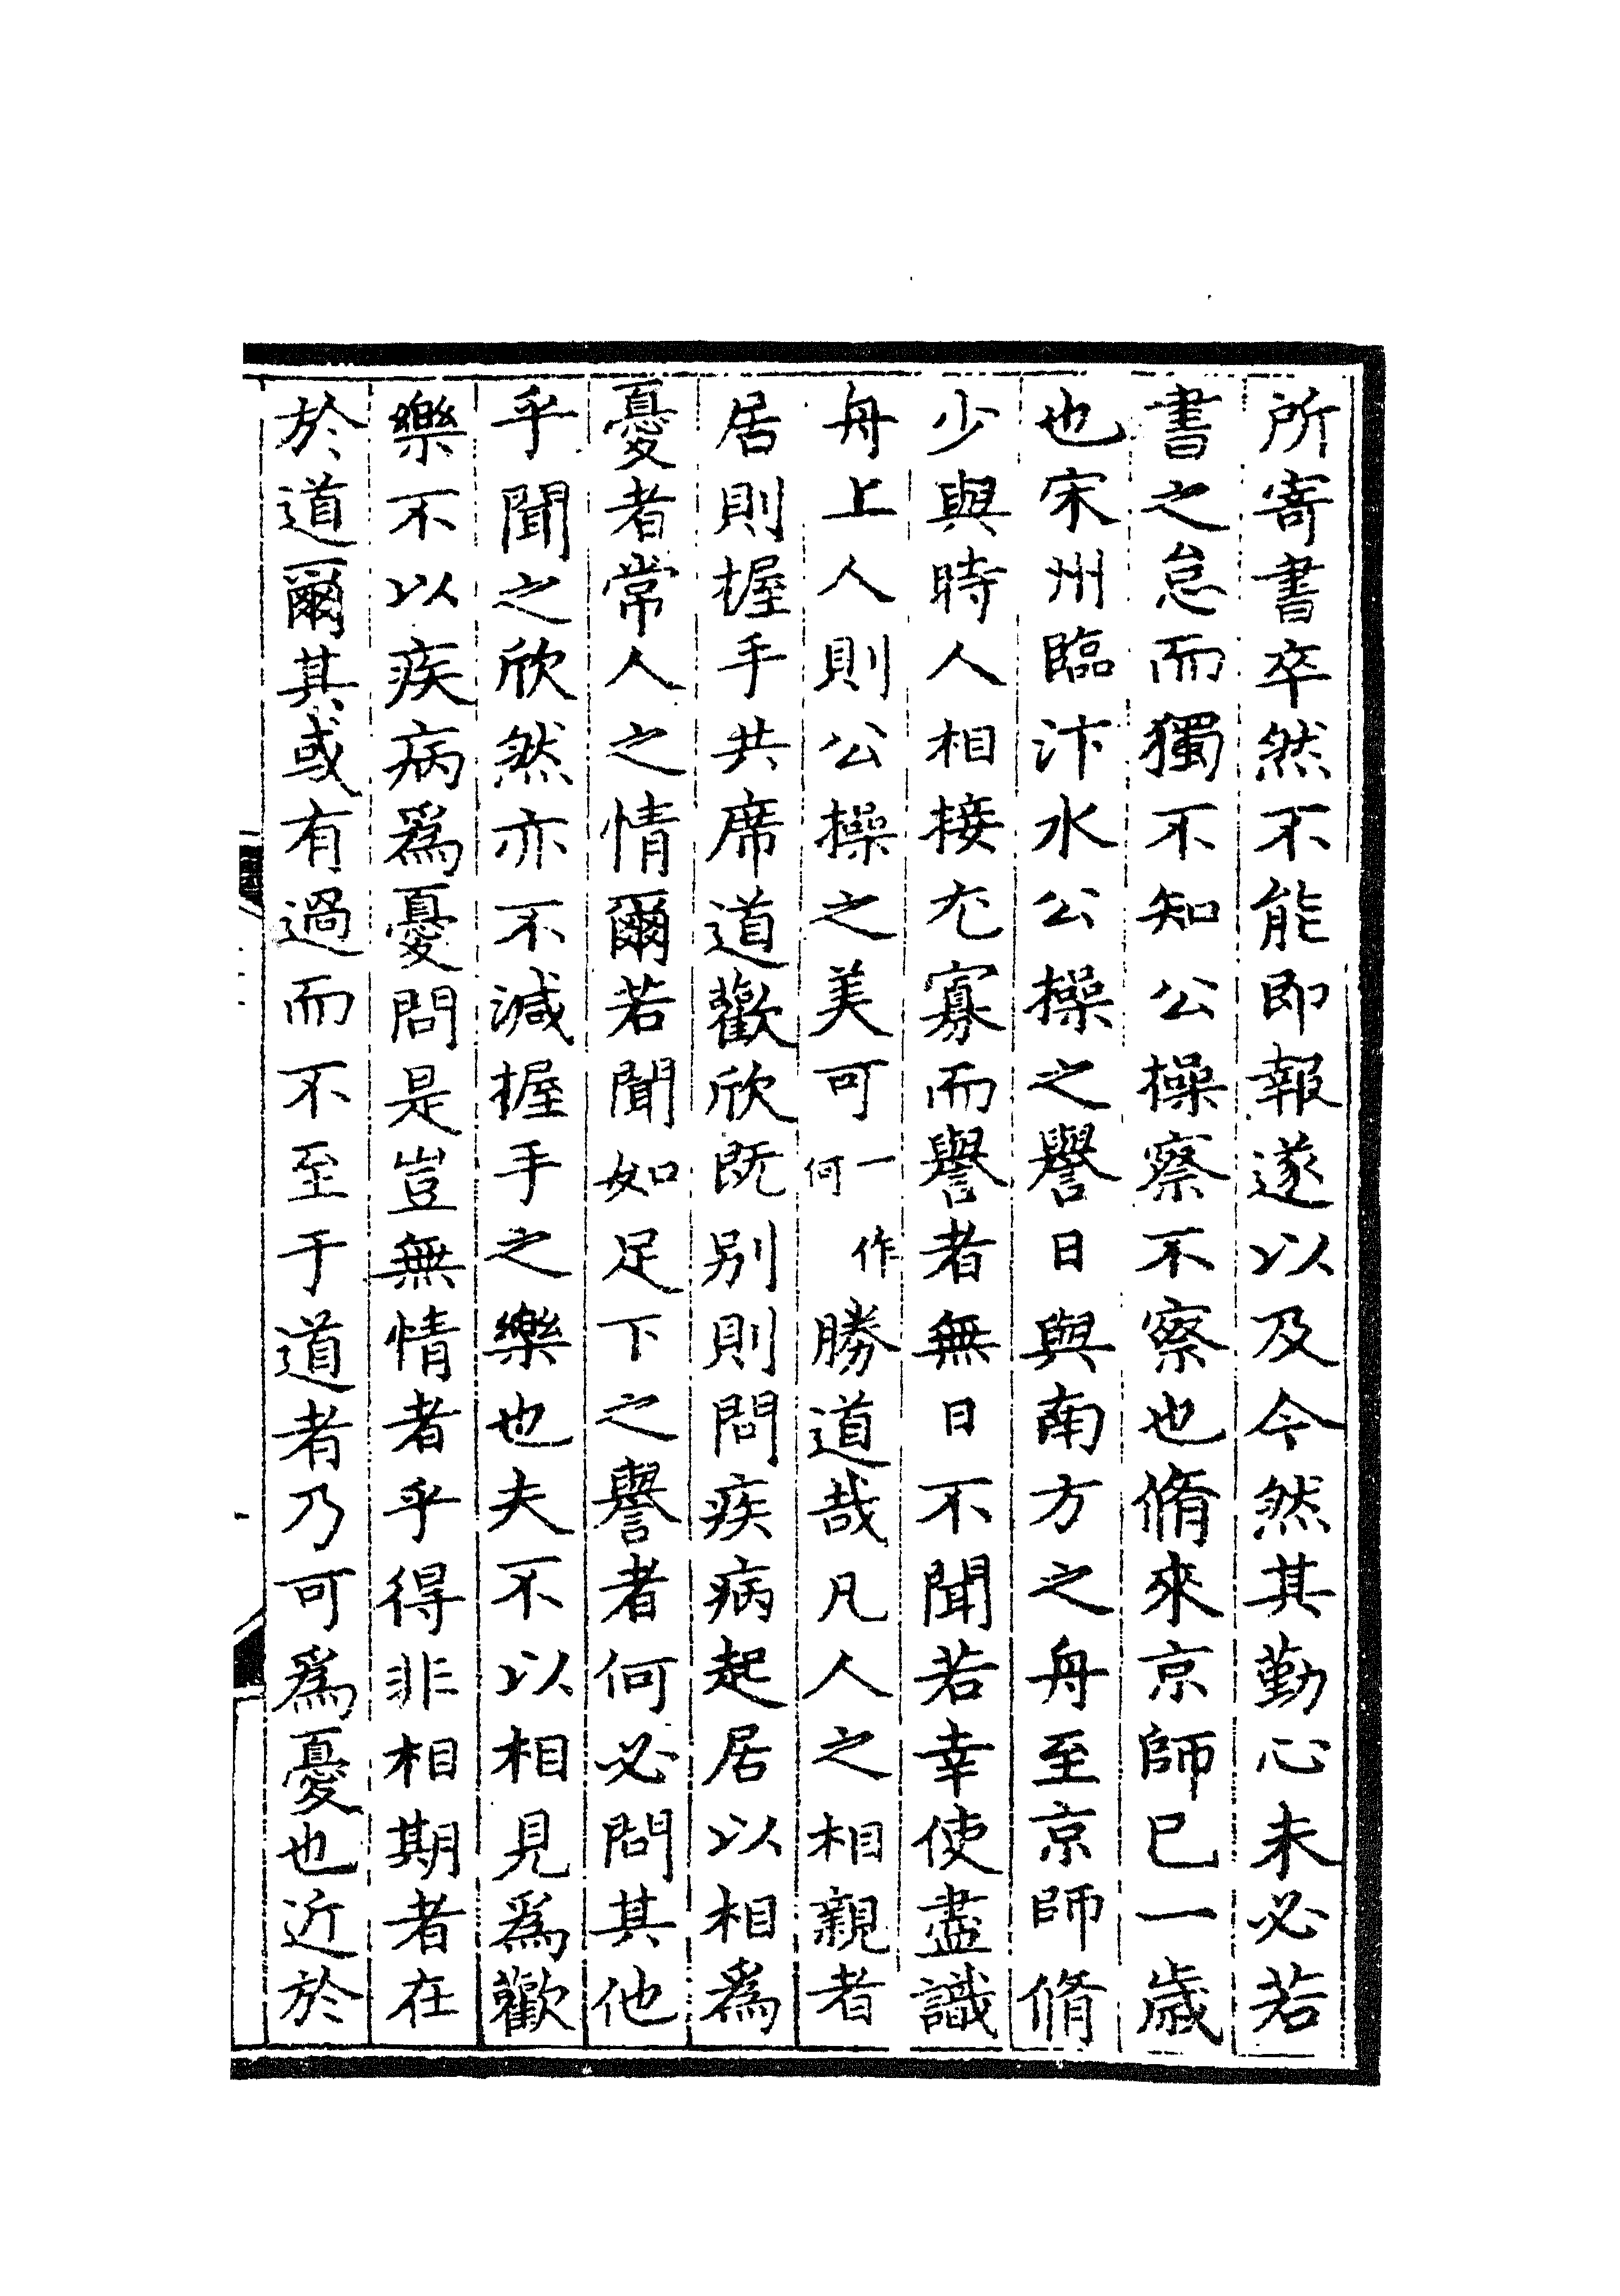 所寄書卒然不能即報遂以及今然其勤心未必若
書之怠而獨不知公操察不察也脩來京師已一歲
也宋州臨汴水公操之譽日與南方之舟至京師脩
少與時人相接尤寡而譽者無日不聞若幸使盡識
舟上人則公操之美可一作何勝道哉凡人之相親者
居則握手共席道歡欣既別則問疾病起居以相爲
憂者常人之情爾若聞如足下之譽者何必問其他
乎聞之欣然亦不減握手之樂也夫不以相見爲歡
樂不以疾病爲憂問是豈無情者乎得非相期者在
於道爾其或有過而不至于道者乃可爲憂也近於